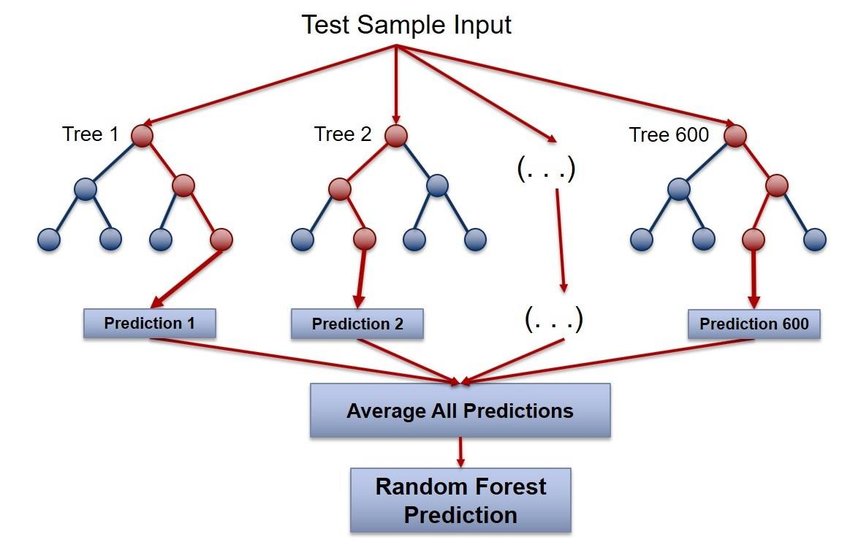 Test Sample Input
Tree 1
Tree 2
Tree 600
(. . .)
Prediction 1
Prediction 2
(. . .)
Prediction 600
Average All Predictions
Random Forest
Prediction